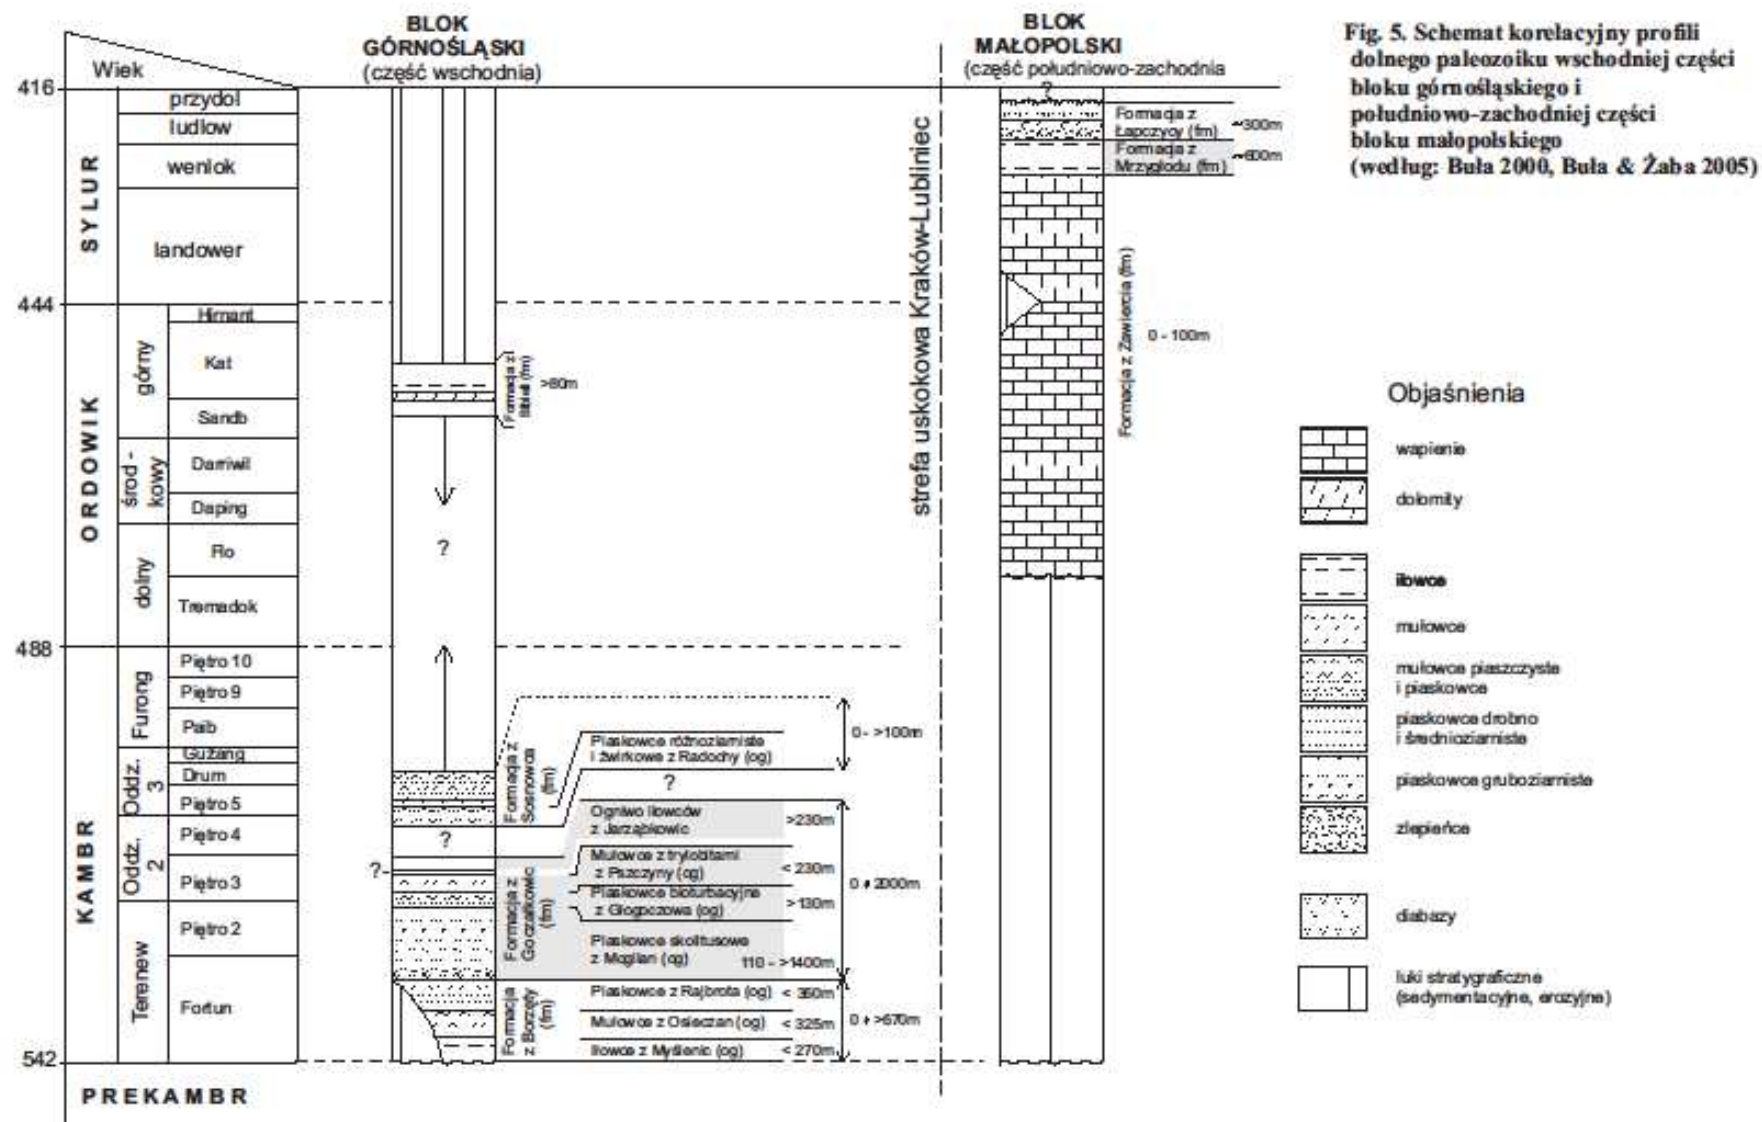 BLOK
GÓRNOŚLĄSKI
(część wschodnia)
BLOK
MAŁOPOLSKI
(część południowo-zachodnia
Fig. 5. Schemat korelacyjny profili
dolnego paleozoiku wschodniej części
bloku górnośląskiego i
południowo-zachodniej części
bloku małopolskiego
(według: Buła 2000, Buła & Żaba 2005)
Wiek
416
SYLUR
przydol
ludlow
wenlok
landower
444
ORDOWIK
górny
Hirnant
Kat
Sandb
środ -
kowy
Darriwil
Daping
dolny
Flo
Tremadok
488
KAMBR
Furong
Piętro 10
Piętro 9
Paib
Oddz.
3
Gużang
Drum
Piętro 5
Oddz.
2
Piętro 4
Piętro 3
Terenew
Piętro 2
Fortun
542
PREKAMBR
Formacja z
(fm)
>80m
?
Formacja z
Sosnowca
(fm)
Piaskowce różnoziarniste
i żwirkowe z Radochy (og)
0 - >100m
?
?
?
Formacja z
Goczałkowic
(fm)
Ogniwo iłowców
z Jarząbkowic
>230m
Mułowce z trylobitami
z Pszczyny (og)
< 230m
Piaskowce bioturbacyjne
z Głogoczowa (og)
>130m
Piaskowce skolitusowe
z Mogilan (og)
110 - >1400m
0 ÷ 2000m
Formacja
z Borzęty
(fm)
Piaskowce z Rajbrota (og)
< 360m
Mułowce z Osieczan (og)
< 325m
Iłowce z Myślenic (og)
< 270m
0 ÷ >670m
strefa uskokowa Kraków-Lubliniec
?
Formacja z
Łapczycy (fm)
~300m
Formacja z
Mrzygłodu (fm)
~600m
Formacja z Zawiercia (fm)
0 - 100m
Objaśnienia
wapienie
dolomity
iłowce
mułowce
mułowce piaszczyste
i piaskowce
piaskowce drobno
i średnioziarniste
piaskowce gruboziarniste
zlepieńce
diabazy
luki stratygraficzne
(sedymentacyjne, erozyjne)